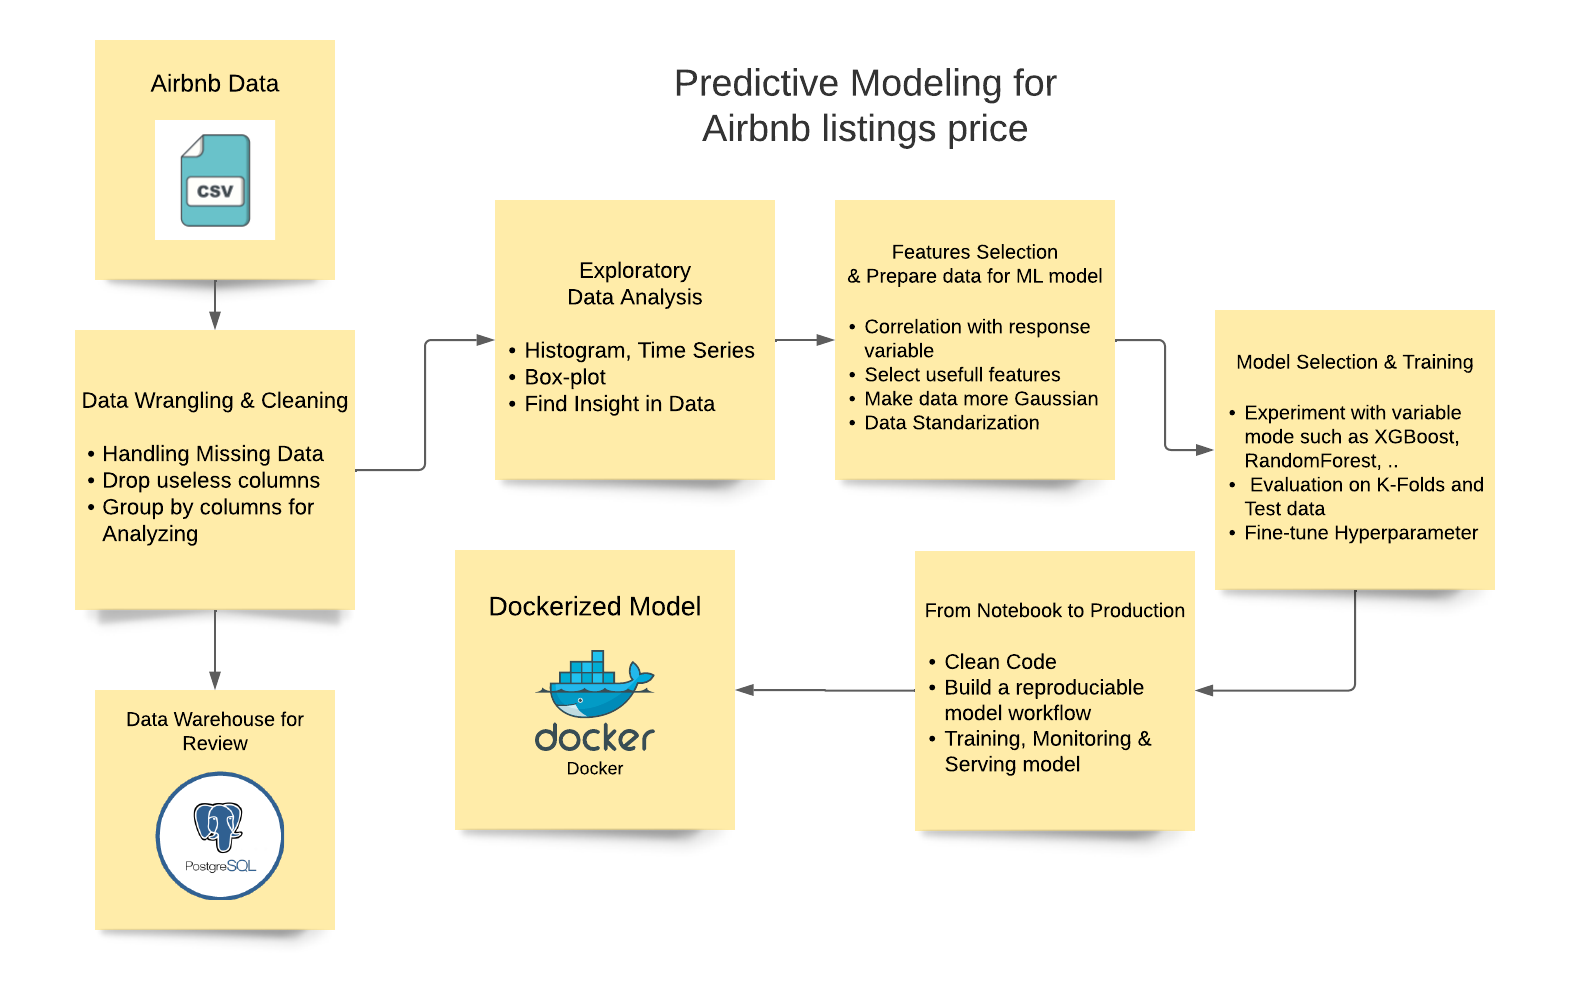 Airbnb Data
CSV
Predictive Modeling for
Airbnb listings price
Data Wrangling & Cleaning
• Handling Missing Data
• Drop useless columns
• Group by columns for
Analyzing
Data Warehouse for
Review
PostgreSQL
Exploratory
Data Analysis
• Histogram, Time Series
• Box-plot
• Find Insight in Data
Features Selection
& Prepare data for ML model
• Correlation with response
variable
• Select usefull features
• Make data more Gaussian
• Data Standarization
Model Selection & Training
• Experiment with variable
mode such as XGBoost,
RandomForest, ..
• Evaluation on K-Folds and
Test data
• Fine-tune Hyperparameter
From Notebook to Production
• Clean Code
• Build a reproduciable
model workflow
• Training, Monitoring &
Serving model
Dockerized Model
docker
Docker